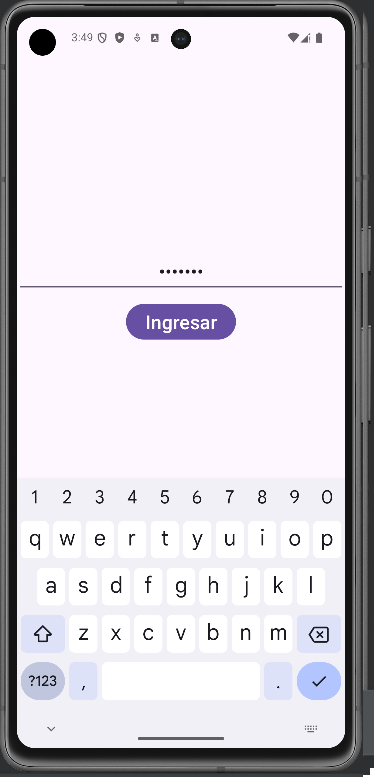 3:49
•••••••
Ingresar
1 2 3 4 5 6 7 8 9 0
q w e r t y u i o p
a s d f g h j k l
z x c v b n m
?123 , .